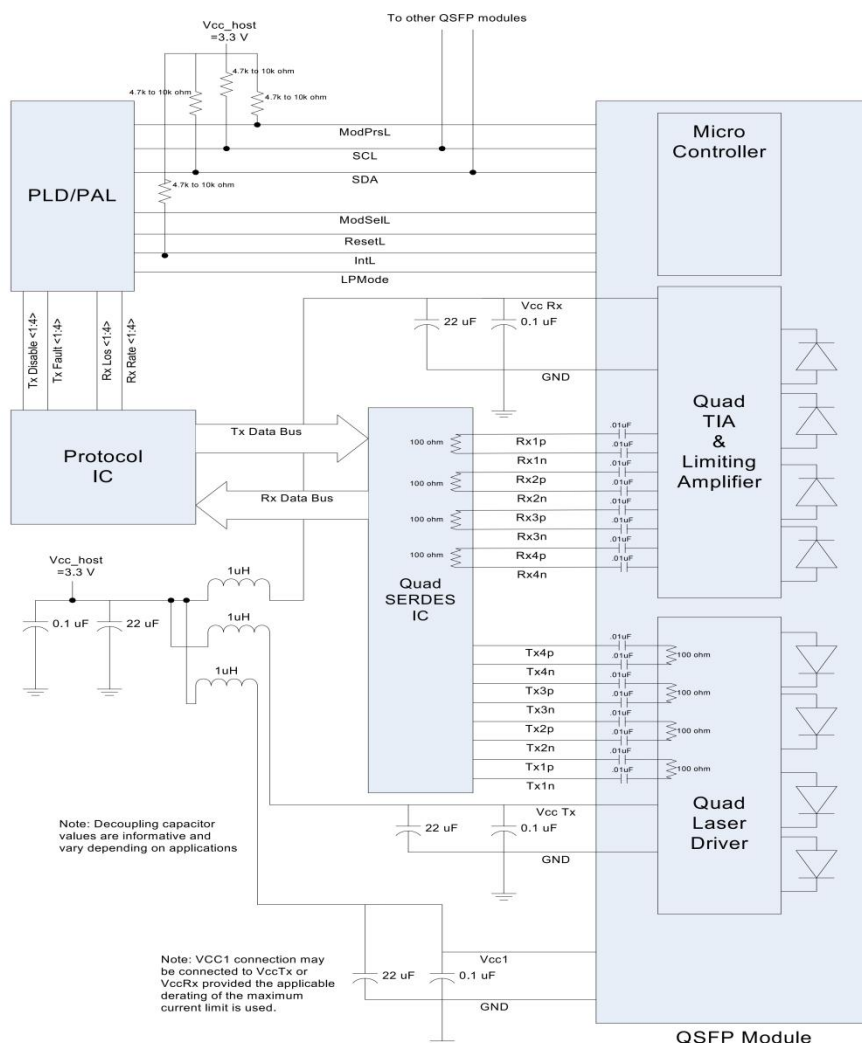 To other QSFP modules
Vcc_host
=3.3 V
4.7k to 10k ohm
4.7k to 10k ohm
4.7k to 10k ohm
4.7k to 10k ohm
PLD/PAL
ModPrsL
SCL
SDA
ModSelL
ResetL
IntL
LPMode
Micro
Controller
Tx Disable <1:4>
Tx Fault <1:4>
Rx Los <1:4>
Rx Rate <1:4>
22 uF
Vcc Rx
0.1 uF
GND
Quad
TIA
&
Limiting
Amplifier
Protocol
IC
Tx Data Bus
Rx Data Bus
100 ohm
100 ohm
100 ohm
100 ohm
Quad
SERDES
IC
Rx1p
Rx1n
Rx2p
Rx2n
Rx3p
Rx3n
Rx4p
Rx4n
.01uF
.01uF
.01uF
.01uF
.01uF
.01uF
.01uF
.01uF
Vcc_host
=3.3 V
0.1 uF
22 uF
1uH
1uH
1uH
Tx4p
Tx4n
Tx3p
Tx3n
Tx2p
Tx2n
Tx1p
Tx1n
.01uF
.01uF
.01uF
.01uF
.01uF
.01uF
.01uF
.01uF
100 ohm
100 ohm
100 ohm
100 ohm
Quad
Laser
Driver
22 uF
Vcc Tx
0.1 uF
GND
Note: Decoupling capacitor
values are informative and
vary depending on applications
Note: VCC1 connection may
be connected to VccTx or
VccRx provided the applicable
derating of the maximum
current limit is used.
22 uF
Vcc1
0.1 uF
GND
QSFP Module